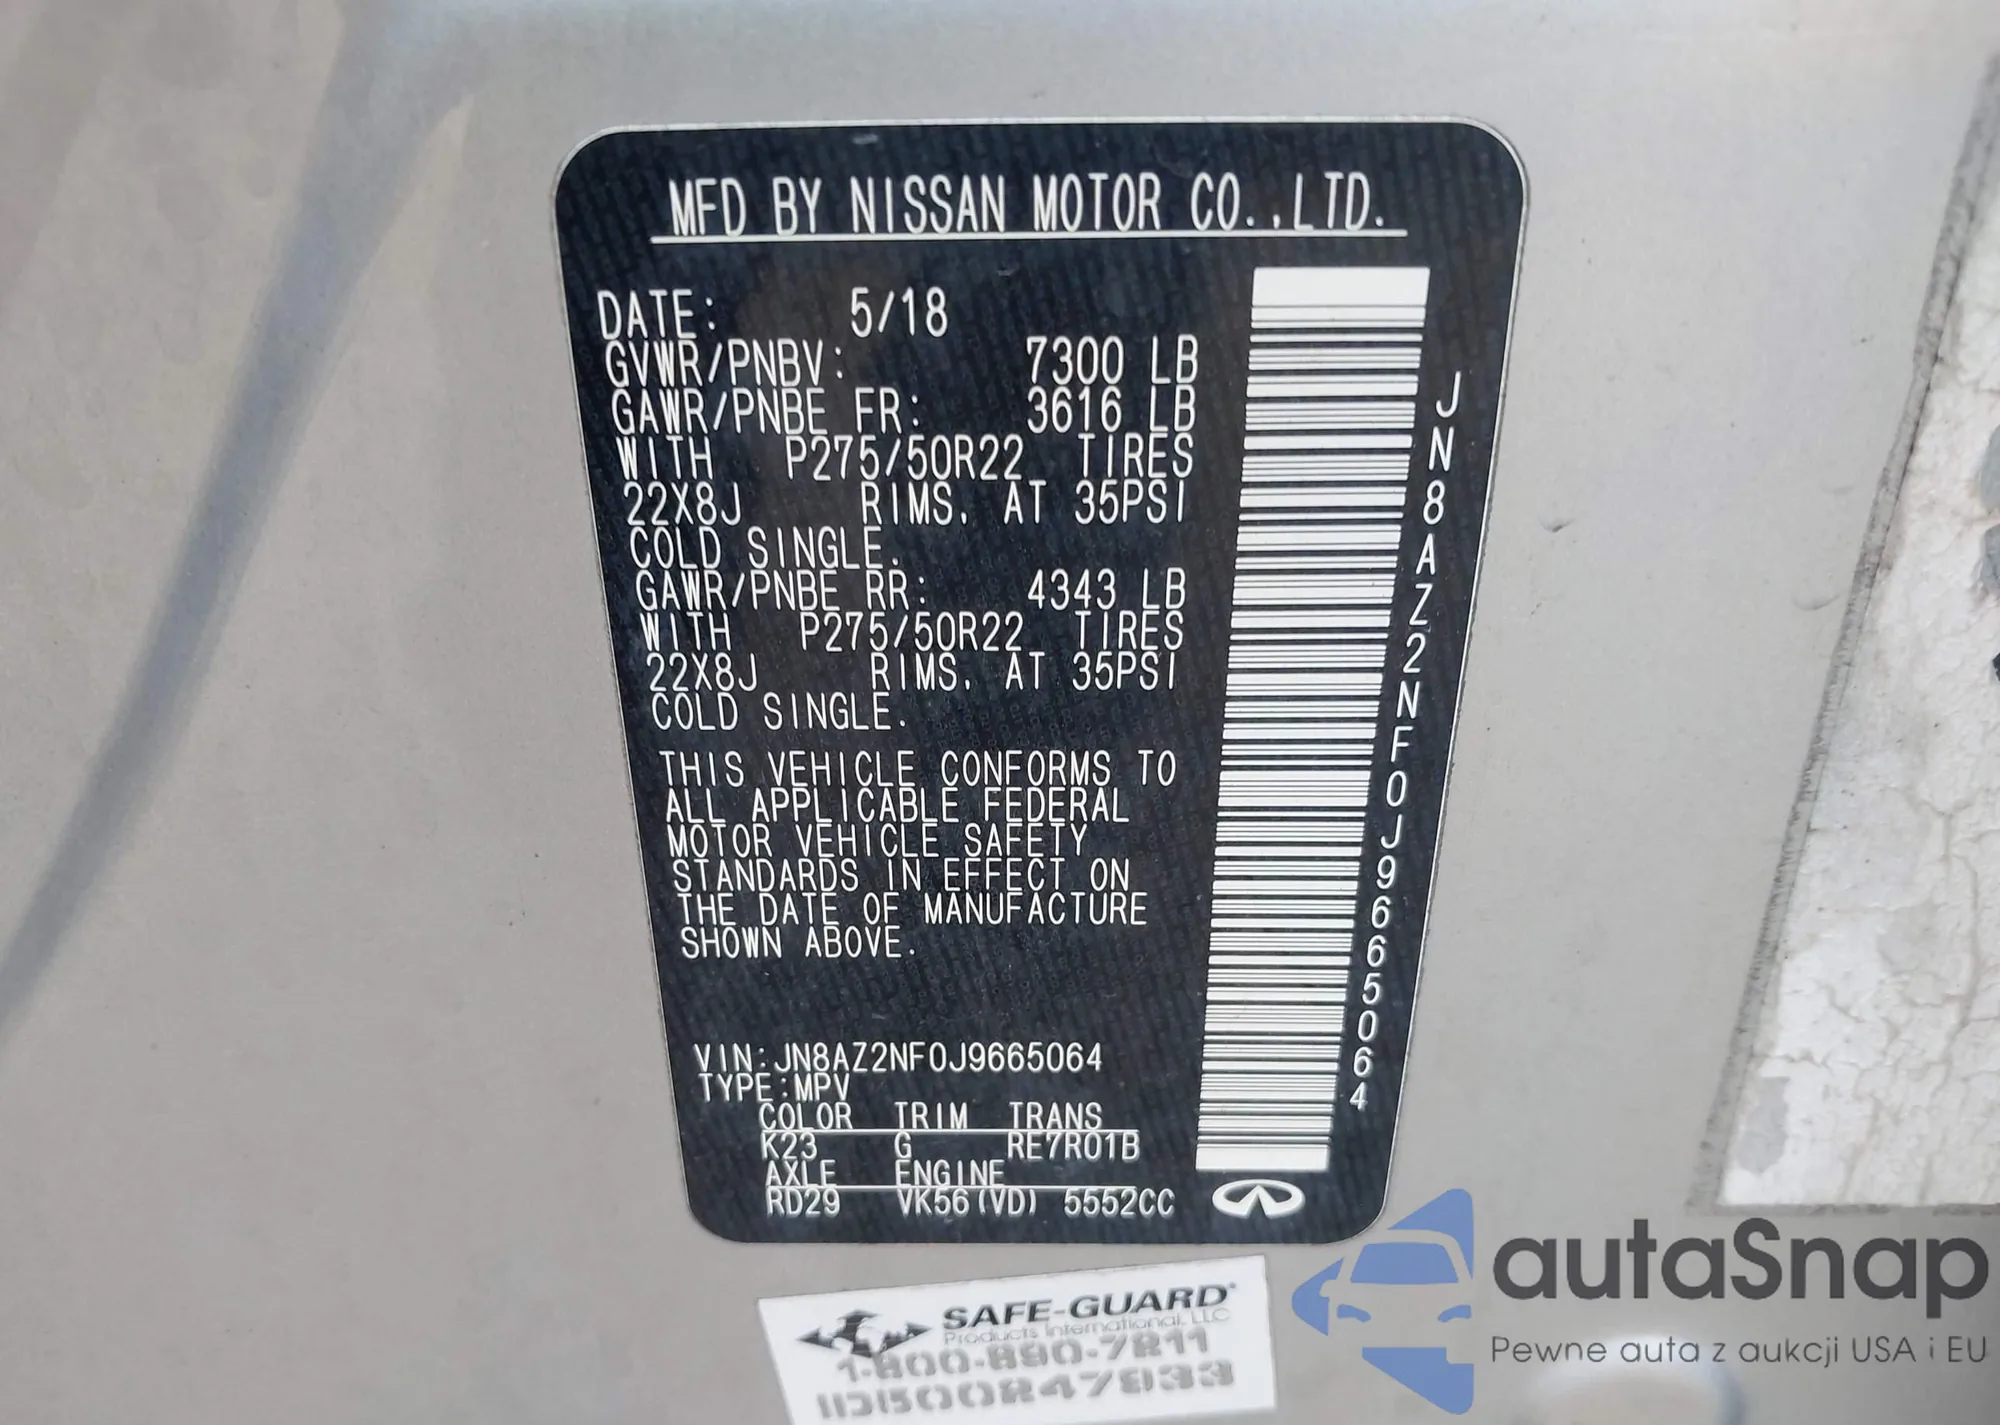 MFD BY NISSAN MOTOR CO.,LTD.
DATE: 5/18
GVWR/PNBV: 7300 LB
GAWR/PNBE FR: 3616 LB
WITH P275/50R22 TIRES
22X8J RIMS, AT 35PSI
COLD SINGLE.
GAWR/PNBE RR: 4343 LB
WITH P275/50R22 TIRES
22X8J RIMS, AT 35PSI
COLD SINGLE.
THIS VEHICLE CONFORMS TO
ALL APPLICABLE FEDERAL
MOTOR VEHICLE SAFETY
STANDARDS IN EFFECT ON
THE DATE OF MANUFACTURE
SHOWN ABOVE.
VIN:JN8AZ2NF0J9665064
TYPE:MPV
COLOR TRIM TRANS
K23 G RE7R01B
AXLE ENGINE
RD29 VK56(VD) 5552CC
JN8AZ2NF0J9665064
SAFE-GUARD
Products International, LLC
1-800-890-7211
autaSnap
Pewne auta z aukcji USA i EU